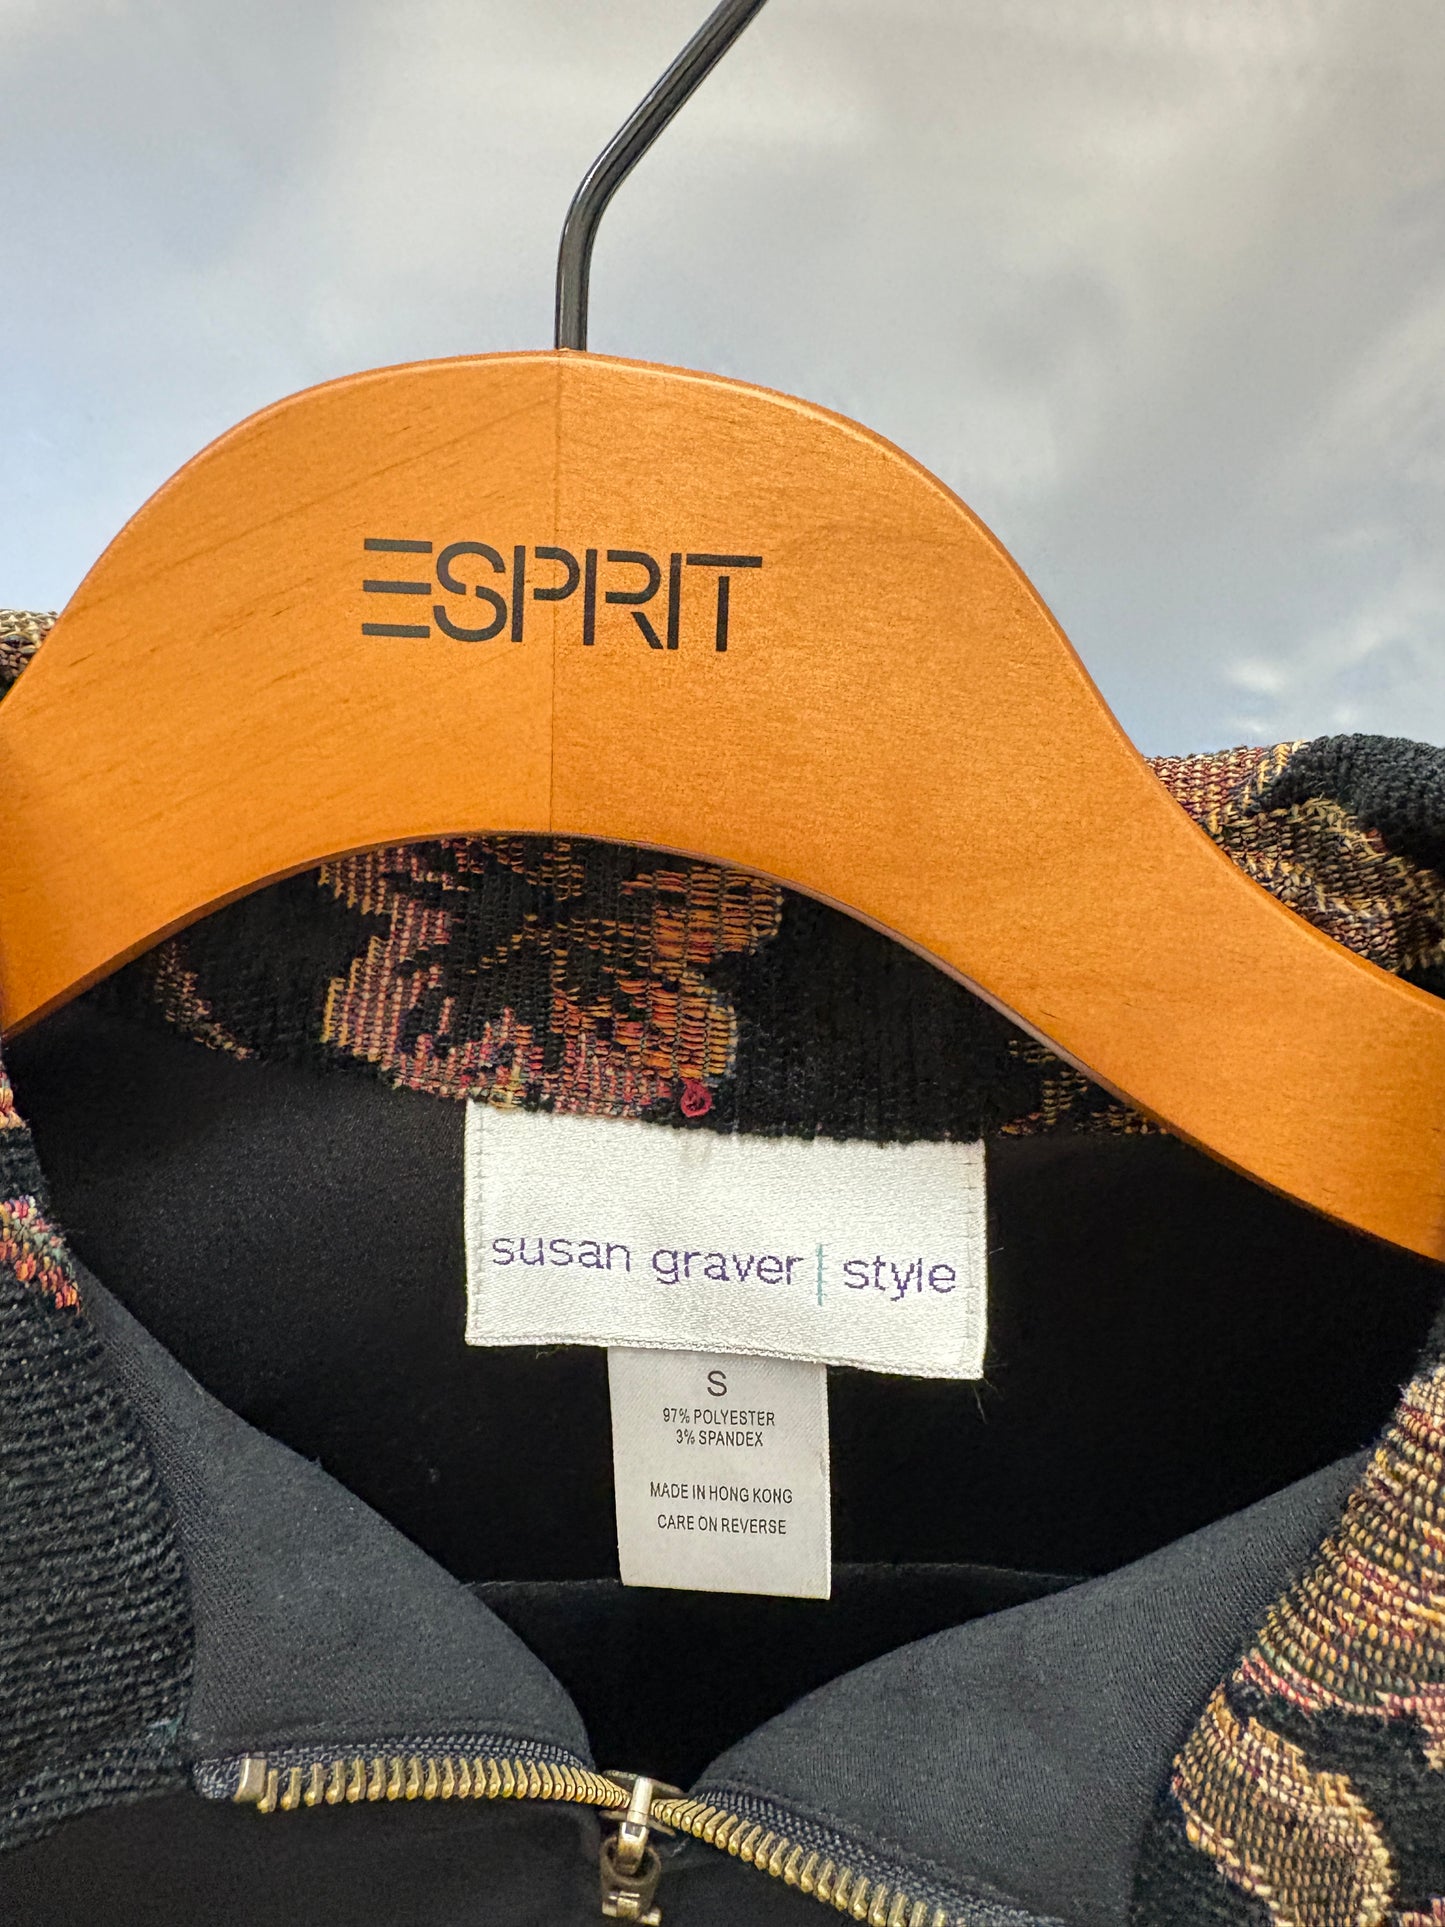 ESPRIT
susan graver | style
S
97% POLYESTER
3% SPANDEX
MADE IN HONG KONG
CARE ON REVERSE